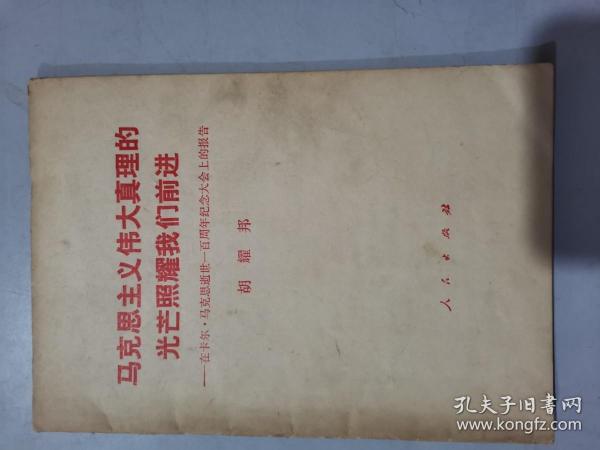 马克思主义伟大真理的
光芒照耀我们前进
——在卡尔·马克思逝世一百周年纪念大会上的报告
胡耀邦
人民出版社
孔夫子旧书网
www.kongfz.com